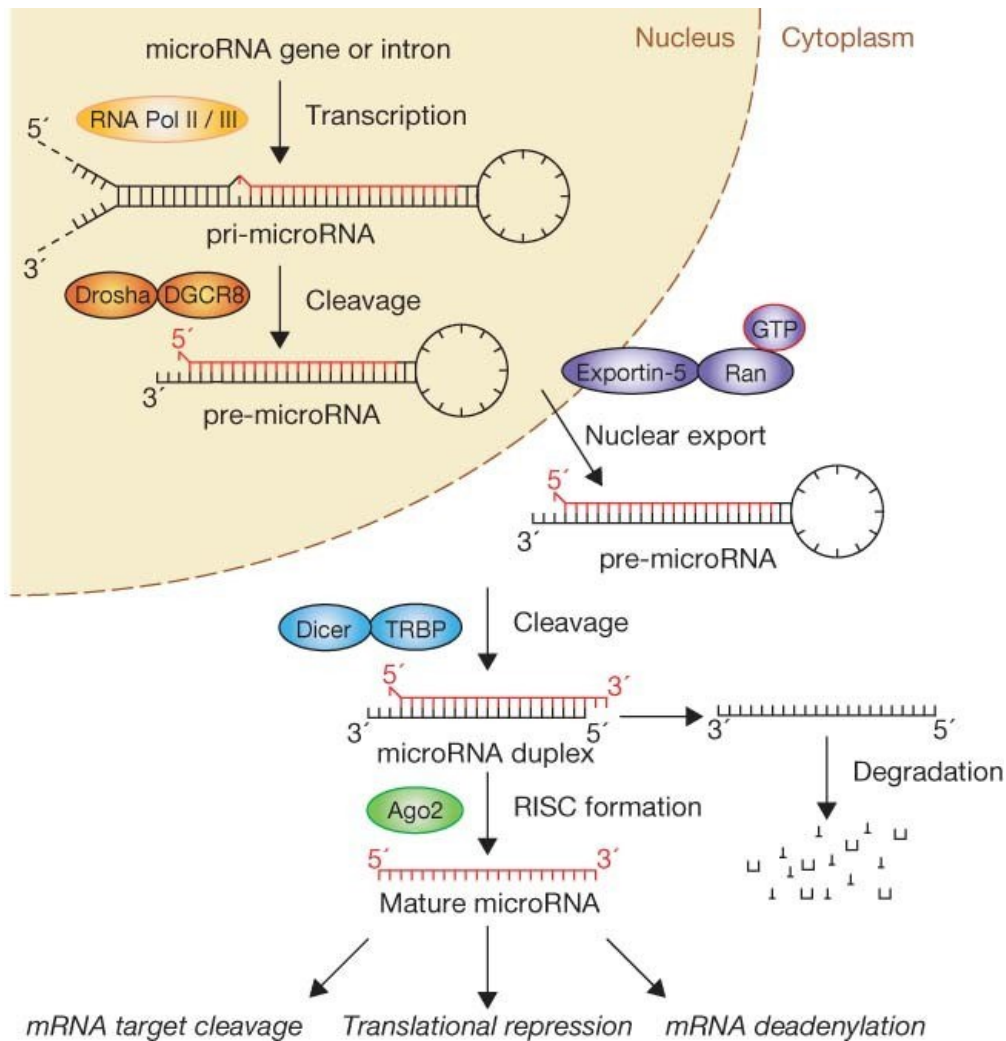 Nucleus
Cytoplasm
microRNA gene or intron
RNA Pol II / III
Transcription
5´
3´
pri-microRNA
Drosha
DGCR8
Cleavage
5´
3´
pre-microRNA
GTP
Exportin-5
Ran
Nuclear export
5´
3´
pre-microRNA
Dicer
TRBP
Cleavage
5´
3´
3´
5´
microRNA duplex
3´
5´
Degradation
Ago2
RISC formation
5´
3´
Mature microRNA
mRNA target cleavage
Translational repression
mRNA deadenylation